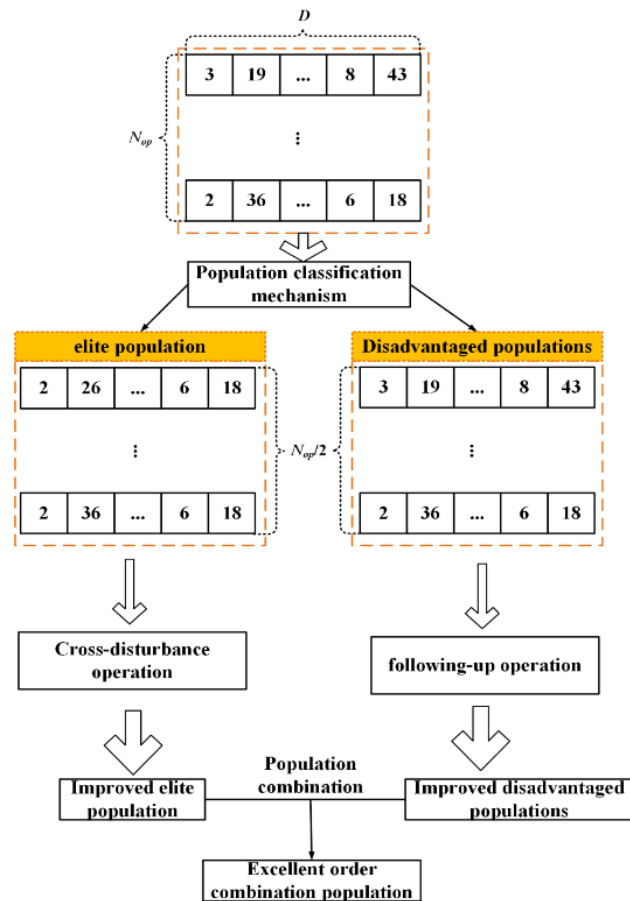 D
3 19 ... 8 43
N_op
⋮
2 36 ... 6 18
Population classification
mechanism
elite population
Disadvantaged populations
2 26 ... 6 18
3 19 ... 8 43
⋮
N_op/2
⋮
2 36 ... 6 18
2 36 ... 6 18
Cross-disturbance
operation
following-up operation
Population
combination
Improved elite
population
Improved disadvantaged
populations
Excellent order
combination population